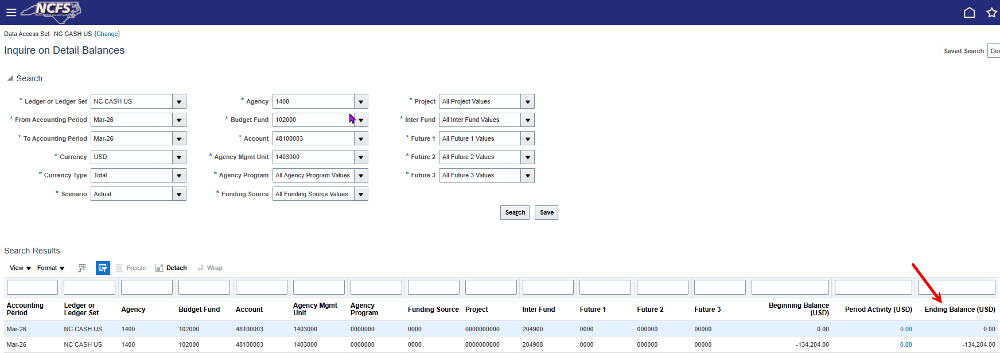 NCFS
Data Access Set: NC CASH US [Change]
Inquire on Detail Balances
Saved Search Cur
Search
* Ledger or Ledger Set NC CASH US * Agency 1400 * Project All Project Values
* From Accounting Period Mar-26 * Budget Fund 102000 * Inter Fund All Inter Fund Values
* To Accounting Period Mar-26 * Account 48100003 * Future 1 All Future 1 Values
* Currency USD * Agency Mgmt Unit 1403000 * Future 2 All Future 2 Values
* Currency Type Total * Agency Program All Agency Program Values * Future 3 All Future 3 Values
* Scenario Actual * Funding Source All Funding Source Values
Search Save
Search Results
View Format Freeze Detach Wrap
Accounting Period Ledger or Ledger Set Agency Budget Fund Account Agency Mgmt Unit Agency Program Funding Source Project Inter Fund Future 1 Future 2 Future 3 Beginning Balance (USD) Period Activity (USD) Ending Balance (USD)
Mar-26 NC CASH US 1400 102000 48100003 1403000 0000000 0000 0000000000 204900 0000 000000 00000 0.00 0.00 0.00
Mar-26 NC CASH US 1400 102000 48100003 1403000 0000000 0000 0000000000 204908 0000 000000 00000 -134,204.00 0.00 -134,204.00